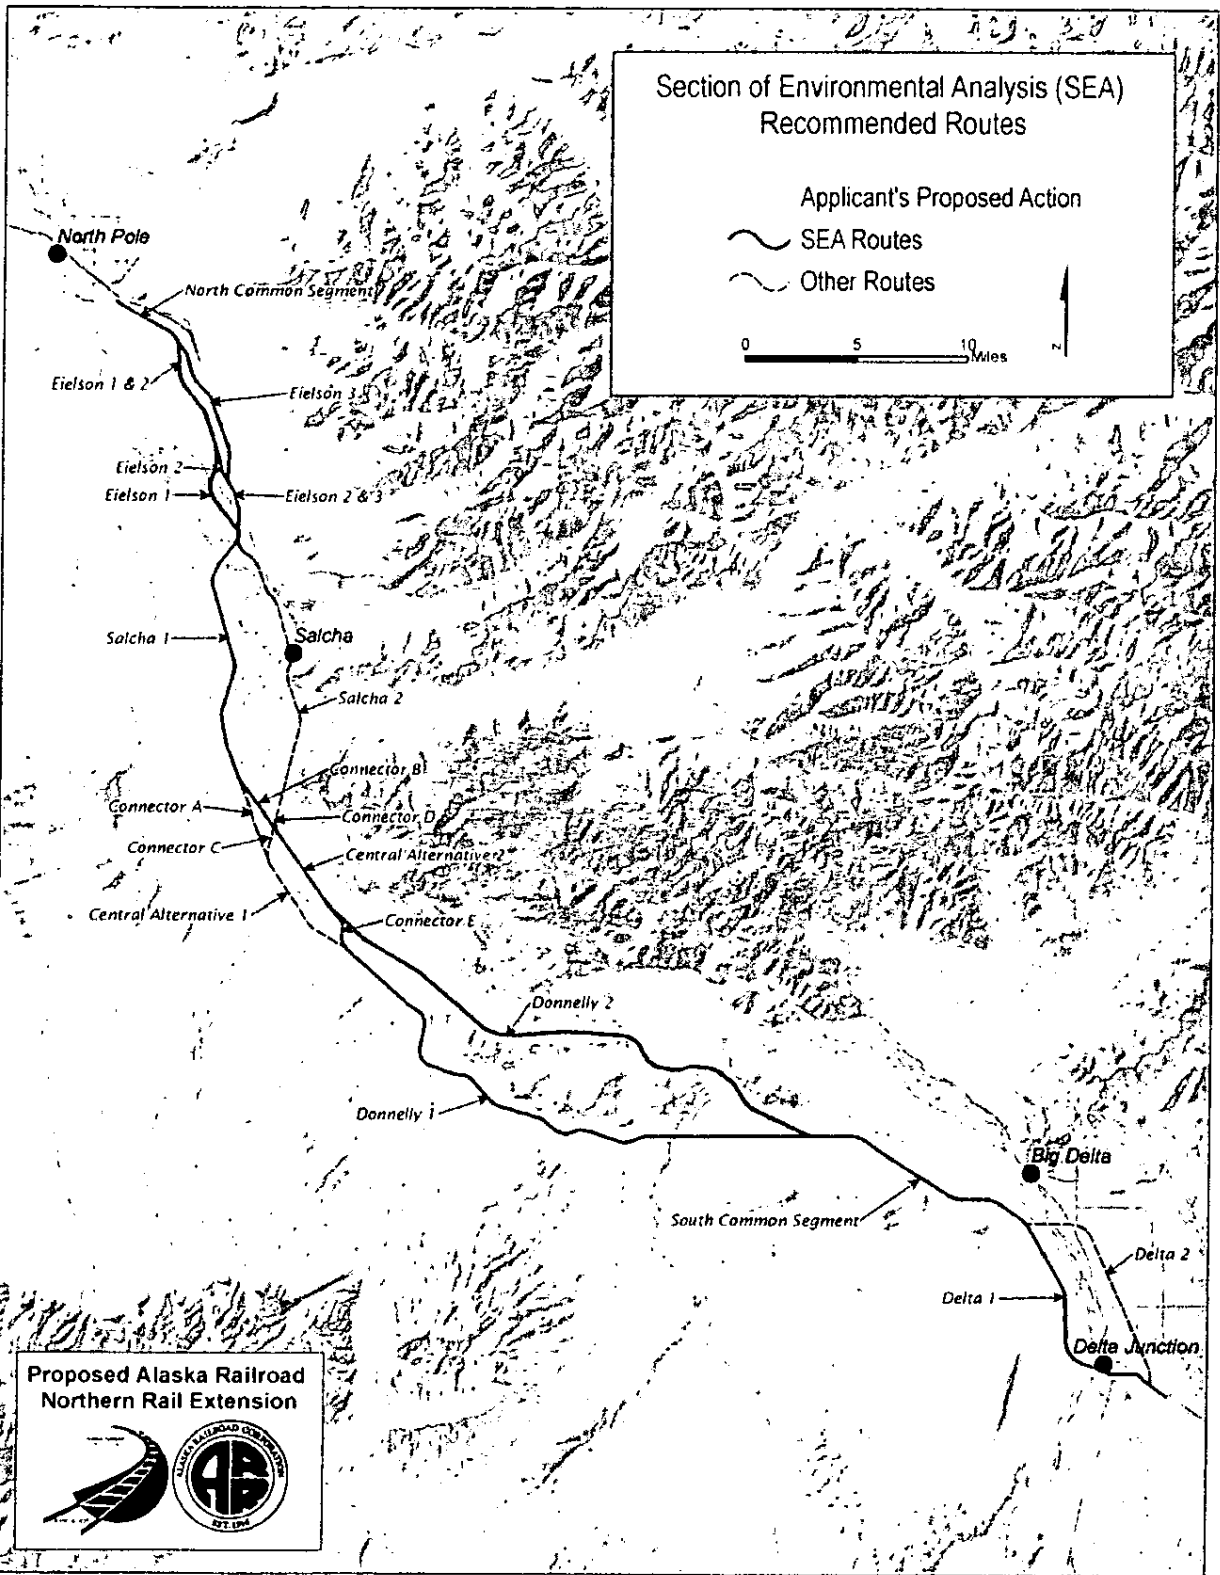 Section of Environmental Analysis (SEA)
Recommended Routes
Applicant's Proposed Action
SEA Routes
Other Routes
0 5 10 Miles
N
North Pole
North Common Segment
Eielson 1 & 2
Eielson 3
Eielson 2
Eielson 1
Eielson 2 & 3
Salcha 1
Salcha
Salcha 2
Connector B
Connector A
Connector D
Connector C
Central Alternative 2
Central Alternative 1
Connector E
Donnelly 2
Donnelly 1
Big Delta
South Common Segment
Delta 2
Delta 1
Delta Junction
Proposed Alaska Railroad
Northern Rail Extension
ALASKA RAILROAD CORPORATION